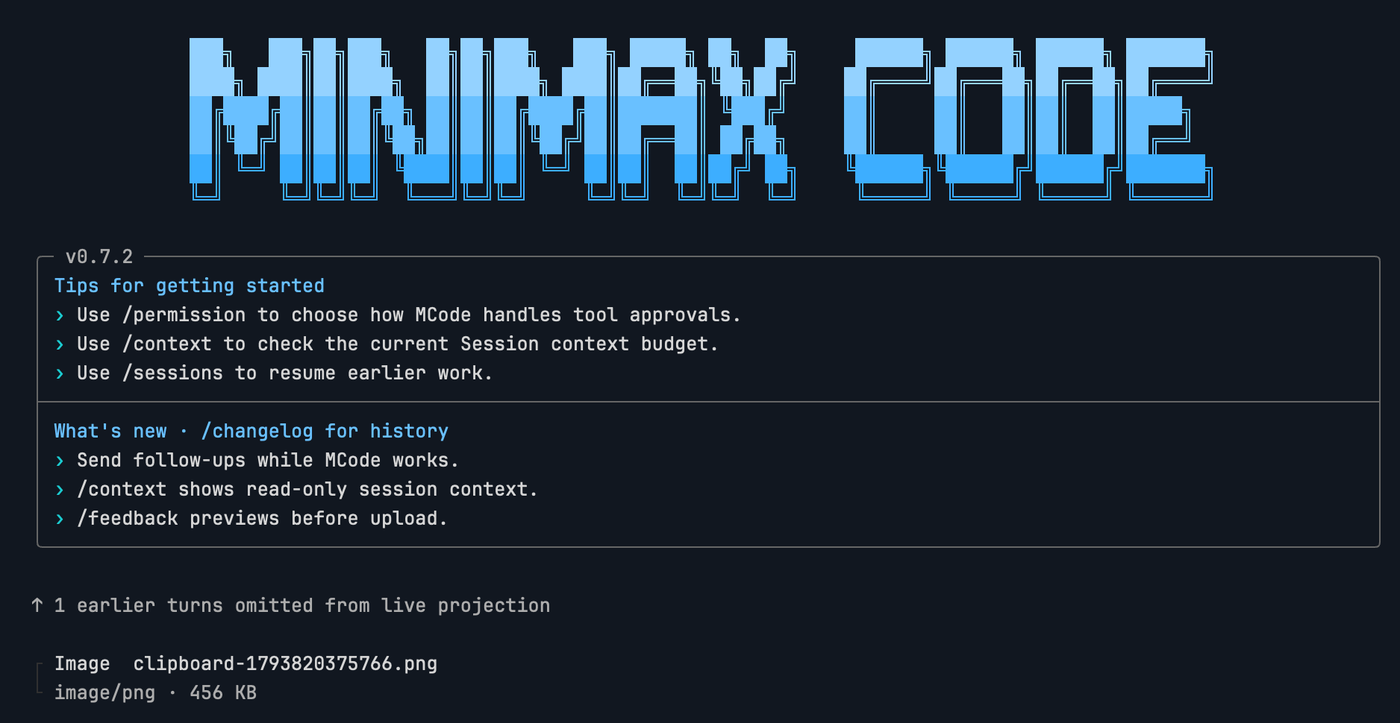 MINIMAX CODE
v0.7.2
Tips for getting started
› Use /permission to choose how MCode handles tool approvals.
› Use /context to check the current Session context budget.
› Use /sessions to resume earlier work.
What's new · /changelog for history
› Send follow-ups while MCode works.
› /context shows read-only session context.
› /feedback previews before upload.
↑ 1 earlier turns omitted from live projection
Image  clipboard-1793820375766.png
image/png · 456 KB